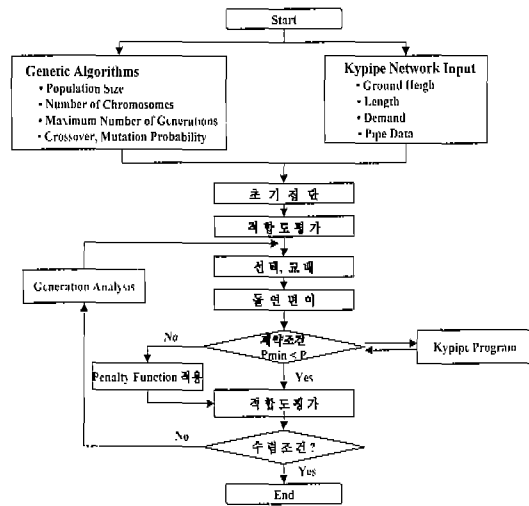 Start
Genetic Algorithms
• Population Size
• Number of Chromosomes
• Maximum Number of Generations
• Crossover, Mutation Probability
Kypipe Network Input
• Ground Heigh
• Length
• Demand
• Pipe Data
초기집단
적합도평가
Generation Analysis
선택, 교배
돌연변이
No
제약조건
Pmin < P
Kypipe Program
Yes
Penalty Function 적용
적합도평가
No
수렴조건?
Yes
End